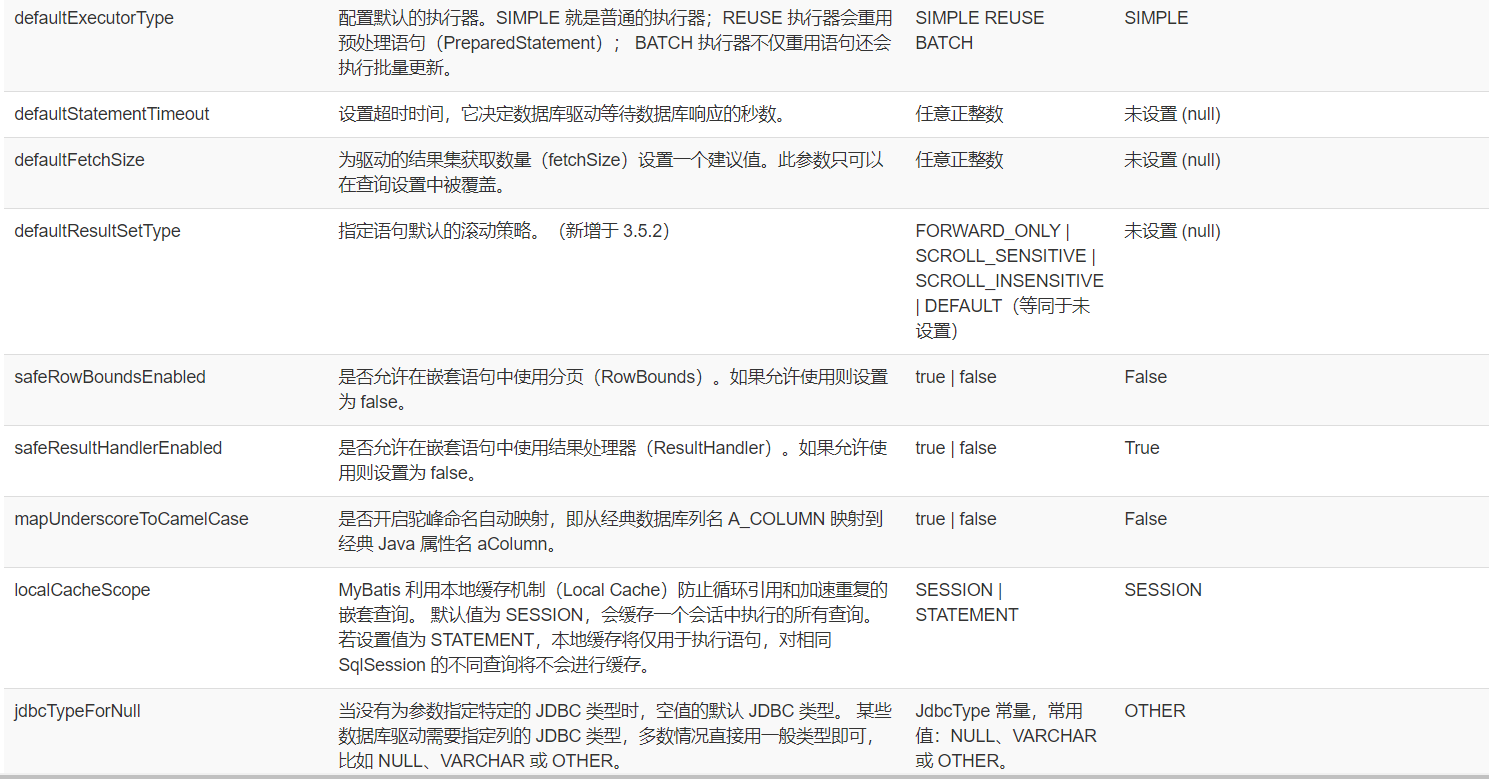 defaultExecutorType 配置默认的执行器。SIMPLE 就是普通的执行器；REUSE 执行器会重用 SIMPLE REUSE SIMPLE
预处理语句（PreparedStatement）； BATCH 执行器不仅重用语句还会 BATCH
执行批量更新。
defaultStatementTimeout 设置超时时间，它决定数据库驱动等待数据库响应的秒数。 任意正整数 未设置 (null)
defaultFetchSize 为驱动的结果集获取数量（fetchSize）设置一个建议值。此参数只可以 任意正整数 未设置 (null)
在查询设置中被覆盖。
defaultResultSetType 指定语句默认的滚动策略。（新增于 3.5.2） FORWARD_ONLY | 未设置 (null)
SCROLL_SENSITIVE |
SCROLL_INSENSITIVE
| DEFAULT（等同于未
设置）
safeRowBoundsEnabled 是否允许在嵌套语句中使用分页（RowBounds）。如果允许使用则设置 true | false False
为 false。
safeResultHandlerEnabled 是否允许在嵌套语句中使用结果处理器（ResultHandler）。如果允许使 true | false True
用则设置为 false。
mapUnderscoreToCamelCase 是否开启驼峰命名自动映射，即从经典数据库列名 A_COLUMN 映射到 true | false False
经典 Java 属性名 aColumn。
localCacheScope MyBatis 利用本地缓存机制（Local Cache）防止循环引用和加速重复的 SESSION | SESSION
嵌套查询。 默认值为 SESSION，会缓存一个会话中执行的所有查询。 STATEMENT
若设置值为 STATEMENT，本地缓存将仅用于执行语句，对相同
SqlSession 的不同查询将不会进行缓存。
jdbcTypeForNull 当没有为参数指定特定的 JDBC 类型时，空值的默认 JDBC 类型。 某些 JdbcType 常量，常用 OTHER
数据库驱动需要指定列的 JDBC 类型，多数情况直接用一般类型即可， 值：NULL、VARCHAR
比如 NULL、VARCHAR 或 OTHER。 或 OTHER。